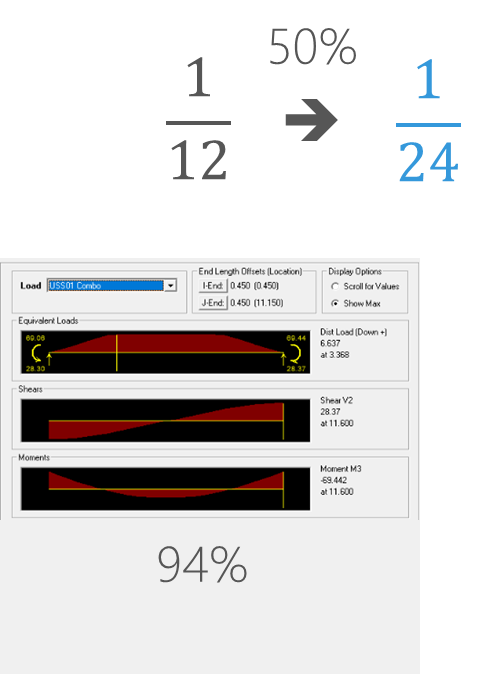 50%
1
12
1
24
End Length Offsets (Location)
Display Options
Load
USS01 Combo
I-End:
0.450 (0.450)
J-End:
0.450 (11.150)
Scroll for Values
Show Max
Equivalent Loads
69.06
69.44
28.30
28.37
Dist Load (Down +)
6.637
at 3.368
Shears
Shear V2
28.37
at 11.600
Moments
Moment M3
-69.442
at 11.600
94%